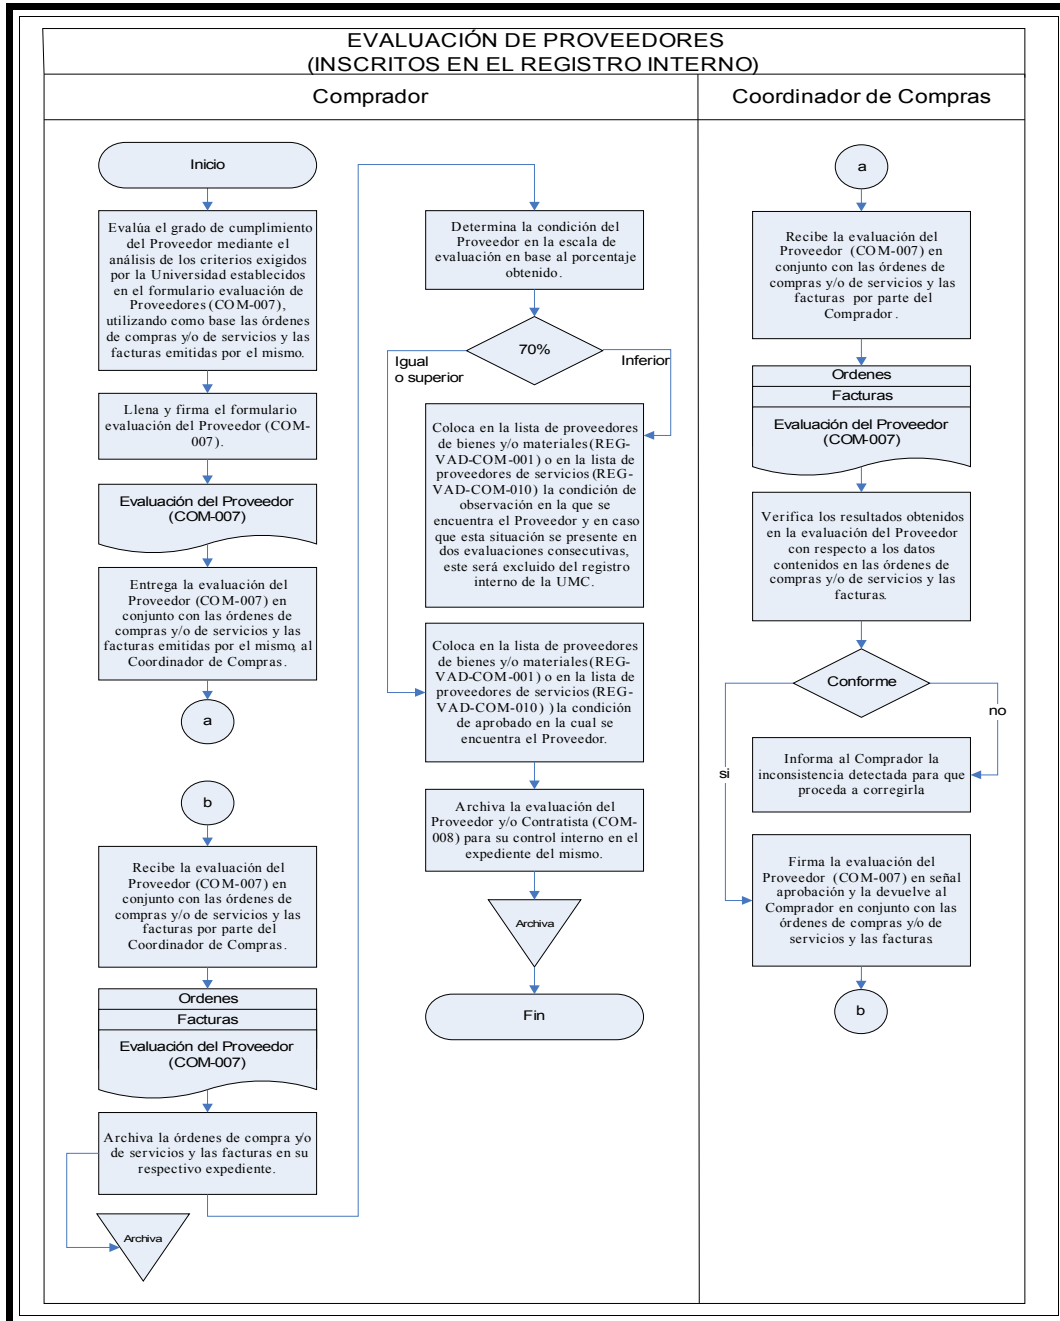 EVALUACIÓN DE PROVEEDORES
(INSCRITOS EN EL REGISTRO INTERNO)
Comprador
Coordinador de Compras
Inicio
Evalúa el grado de cumplimiento
del Proveedor mediante el
análisis de los criterios exigidos
por la Universidad establecidos
en el formulario evaluación de
Proveedores (COM-007),
utilizando como base las órdenes
de compras y/o de servicios y las
facturas emitidas por el mismo.
Llena y firma el formulario
evaluación del Proveedor (COM-
007).
Evaluación del Proveedor
(COM-007)
Entrega la evaluación del
Proveedor (COM-007) en
conjunto con las órdenes de
compras y/o de servicios y las
facturas emitidas por el mismo, al
Coordinador de Compras.
a
b
Recibe la evaluación del
Proveedor (COM-007) en
conjunto con las órdenes de
compras y/o de servicios y las
facturas por parte del
Coordinador de Compras.
Ordenes
Facturas
Evaluación del Proveedor
(COM-007)
Archiva la órdenes de compra y/o
de servicios y las facturas en su
respectivo expediente.
Archiva
Determina la condición del
Proveedor en la escala de
evaluación en base al porcentaje
obtenido.
70%
Igual
o superior
Inferior
Coloca en la lista de proveedores
de bienes y/o materiales (REG-
VAD-COM-001) o en la lista de
proveedores de servicios (REG-
VAD-COM-010) la condición de
observación en la que se
encuentra el Proveedor y en caso
que esta situación se presente en
dos evaluaciones consecutivas,
este será excluido del registro
interno de la UMC.
Coloca en la lista de proveedores
de bienes y/o materiales (REG-
VAD-COM-001) o en la lista de
proveedores de servicios (REG-
VAD-COM-010) ) la condición
de aprobado en la cual se
encuentra el Proveedor.
Archiva la evaluación del
Proveedor y/o Contratista (COM-
008) para su control interno en el
expediente del mismo.
Archiva
Fin
a
Recibe la evaluación del
Proveedor (COM-007) en
conjunto con las órdenes de
compras y/o de servicios y las
facturas por parte del
Comprador.
Ordenes
Facturas
Evaluación del Proveedor
(COM-007)
Verifica los resultados obtenidos
en la evaluación del Proveedor
con respecto a los datos
contenidos en las órdenes de
compras y/o de servicios y las
facturas.
Conforme
no
si
Informa al Comprador la
inconsistencia detectada para que
proceda a corregirla
Firma la evaluación del
Proveedor (COM-007) en señal
aprobación y la devuelve al
Comprador en conjunto con las
órdenes de compras y/o de
servicios y las facturas.
b